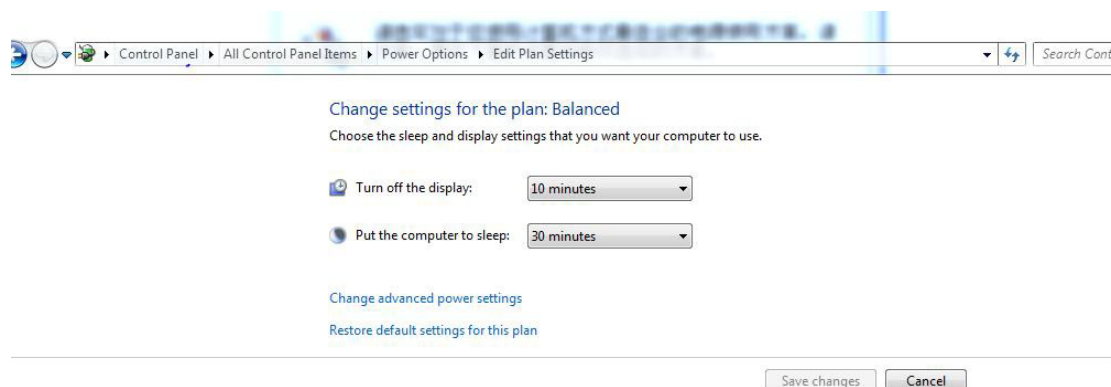 Control Panel ▸ All Control Panel Items ▸ Power Options ▸ Edit Plan Settings
Search Cont
Change settings for the plan: Balanced
Choose the sleep and display settings that you want your computer to use.
Turn off the display: 10 minutes
Put the computer to sleep: 30 minutes
Change advanced power settings
Restore default settings for this plan
Save changes Cancel